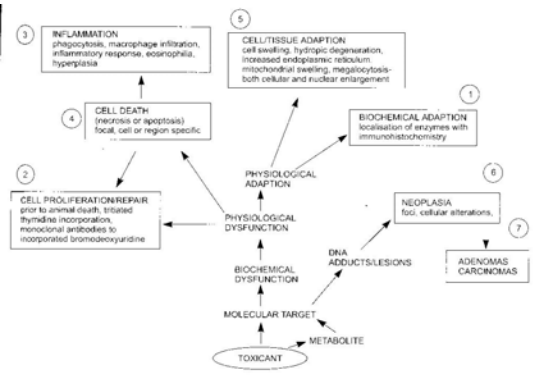 5
3
INFLAMMATION
phagocytosis, macrophage infiltration,
inflammatory response, eosinophilia,
hyperplasia
CELL/TISSUE ADAPTION
cell swelling, hydropic degeneration,
increased endoplasmic reticulum,
mitochondrial swelling, megalocytosis-
both cellular and nuclear enlargement
1
4
CELL DEATH
(necrosis or apoptosis)
focal, cell or region specific
BIOCHEMICAL ADAPTION
localisation of enzymes with
immunohistochomistry
2
CELL PROLIFERATION/REPAIR
prior to animal death, tritiated
thymidine incorporation,
monoclonal antibodies to
incorporated bromodeoxyuridine
PHYSIOLOGICAL
ADAPTION
6
NEOPLASIA
foci, cellular alterations,
PHYSIOLOGICAL
DYSFUNCTION
7
ADENOMAS
CARCINOMAS
DNA
ADDUCTS/LESIONS
BIOCHEMICAL
DYSFUNCTION
MOLECULAR TARGET
METABOLITE
TOXICANT